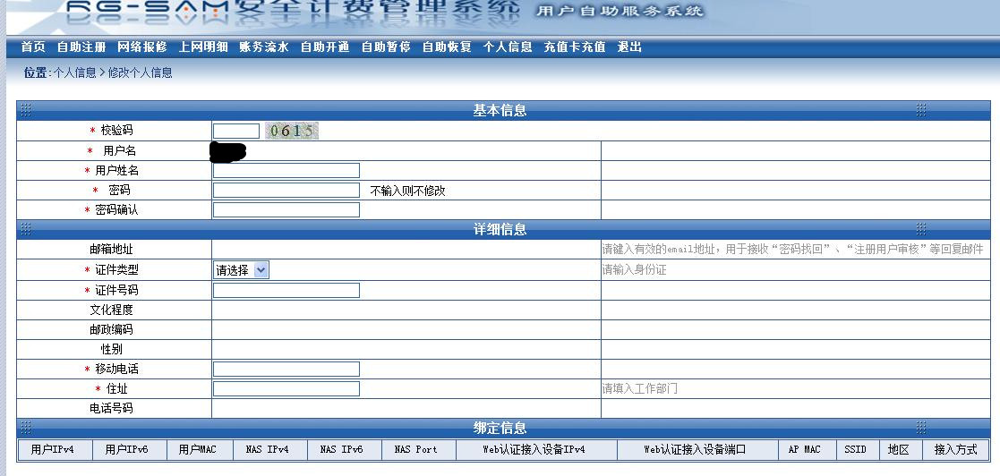 RG-SAM安全计费管理系统 用户自助服务系统
首页 自助注册 网络报修 上网明细 账务流水 自助开通 自助暂停 自助恢复 个人信息 充值卡充值 退出
位置:个人信息>修改个人信息
基本信息
* 校验码 0615
* 用户名
* 用户姓名
* 密码 不输入则不修改
* 密码确认
详细信息
邮箱地址 请键入有效的email地址，用于接收“密码找回”、“注册用户审核”等回复邮件
* 证件类型 请选择 请输入身份证
* 证件号码
文化程度
邮政编码
性别
* 移动电话
* 住址 请填入工作部门
电话号码
绑定信息
用户IPv4 用户IPv6 用户MAC NAS IPv4 NAS IPv6 NAS Port Web认证接入设备IPv4 Web认证接入设备端口 AP MAC SSID 地区 接入方式